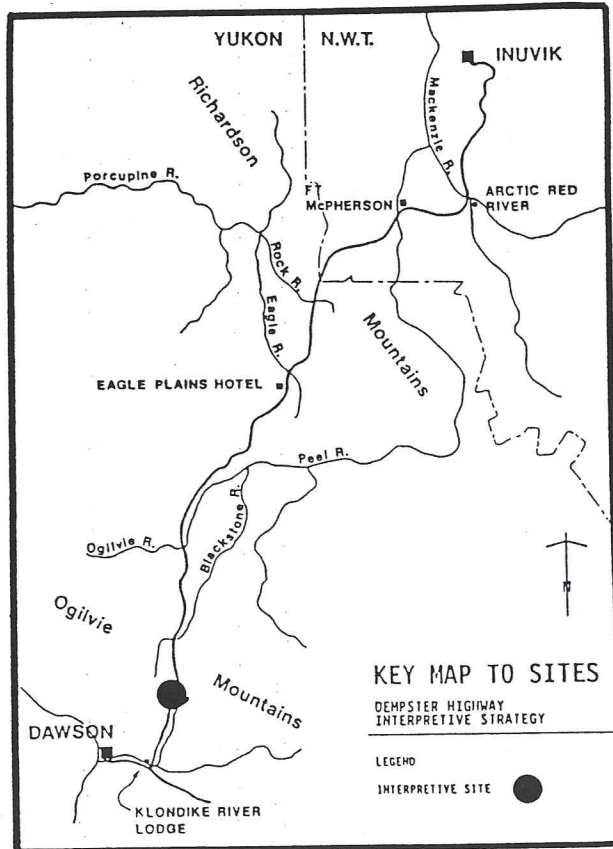 YUKON
N.W.T.
INUVIK
Richardson
Mackenzie R.
Porcupine R.
FT
McPHERSON
ARCTIC RED
RIVER
Rock R.
Eagle R.
Mountains
EAGLE PLAINS HOTEL
Peel R.
Blackstone R.
Ogilvie R.
N
Ogilvie
Mountains
KEY MAP TO SITES
DEMPSTER HIGHWAY
INTERPRETIVE STRATEGY
DAWSON
LEGEND
INTERPRETIVE SITE
KLONDIKE RIVER
LODGE